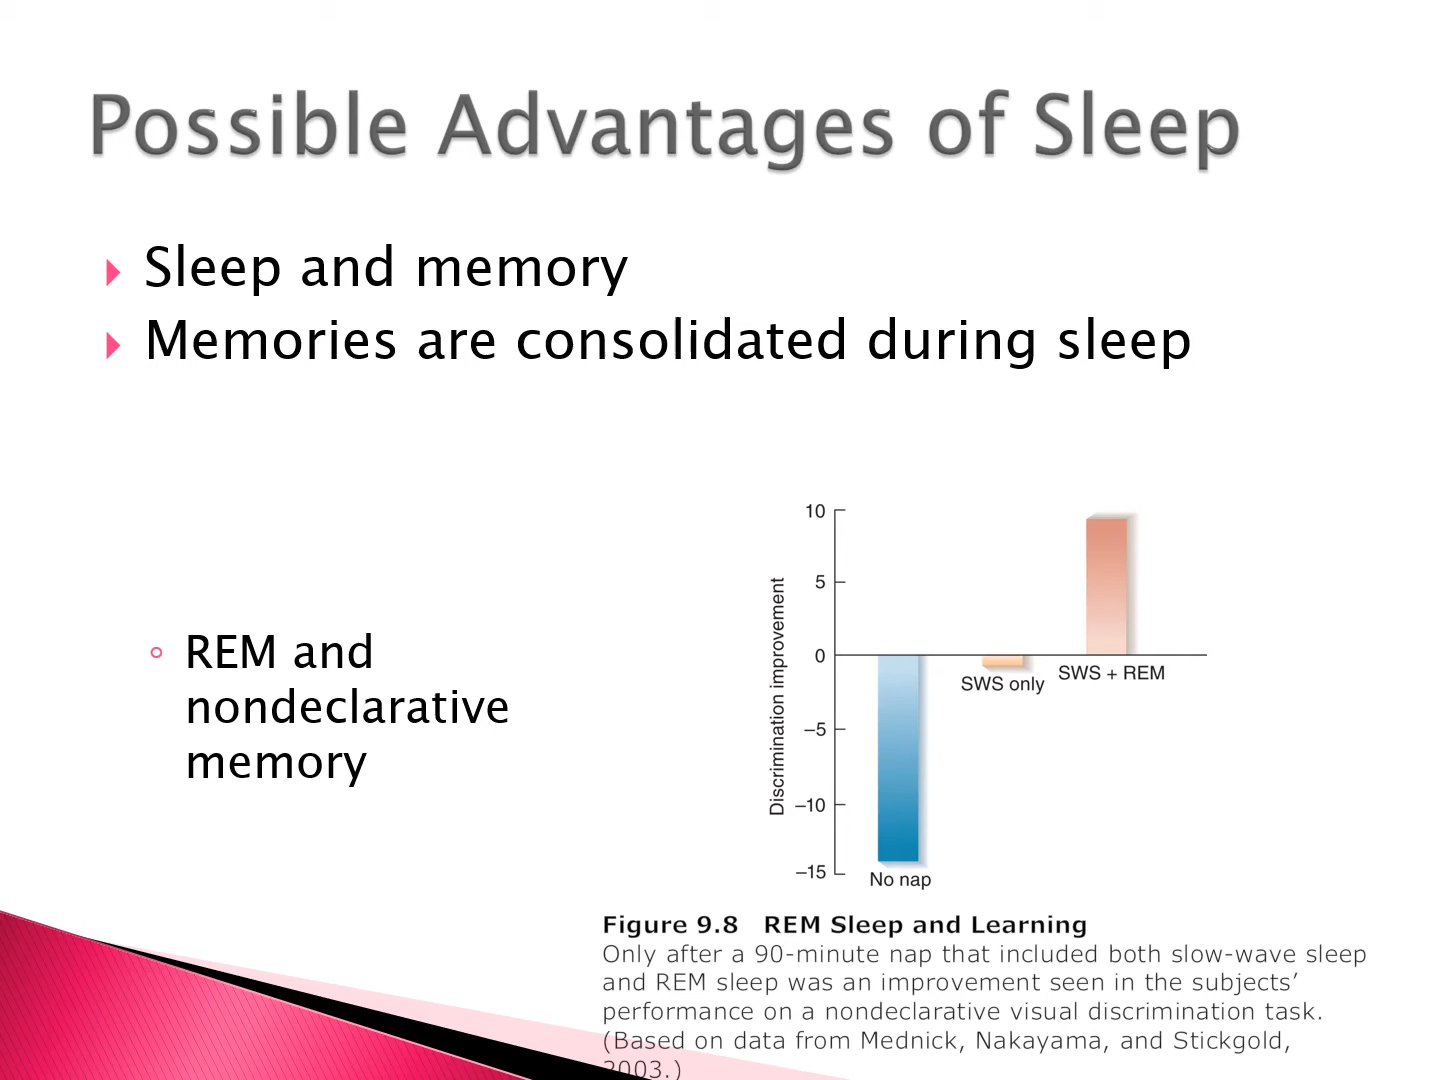 Possible Advantages of Sleep
Sleep and memory
Memories are consolidated during sleep
REM and
nondeclarative
memory
Discrimination improvement
10
5
0
–5
–10
–15
No nap
SWS only
SWS + REM
Figure 9.8 REM Sleep and Learning
Only after a 90-minute nap that included both slow-wave sleep
and REM sleep was an improvement seen in the subjects’
performance on a nondeclarative visual discrimination task.
(Based on data from Mednick, Nakayama, and Stickgold,
2003.)